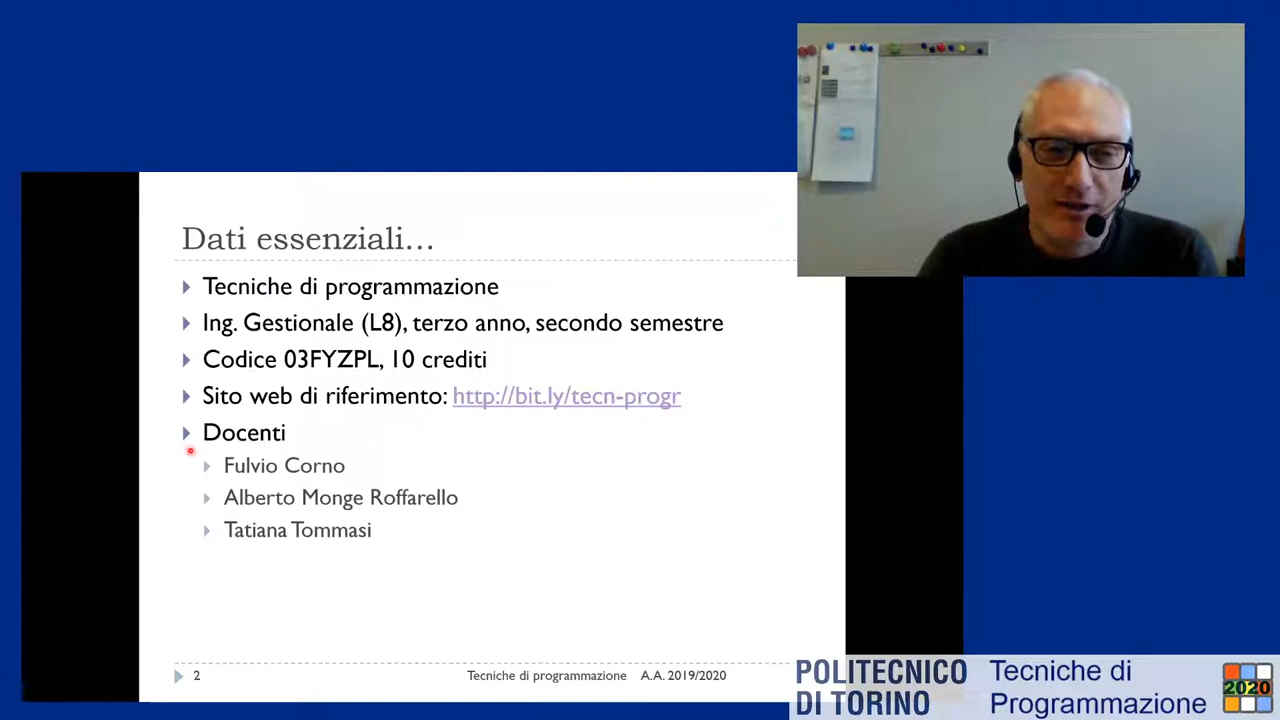 Dati essenziali...
Tecniche di programmazione
Ing. Gestionale (L8), terzo anno, secondo semestre
Codice 03FYZPL, 10 crediti
Sito web di riferimento: http://bit.ly/tecn-progr
Docenti
Fulvio Corno
Alberto Monge Roffarello
Tatiana Tommasi
2
Tecniche di programmazione A.A. 2019/2020
POLITECNICO
DI TORINO
Tecniche di
Programmazione
2020